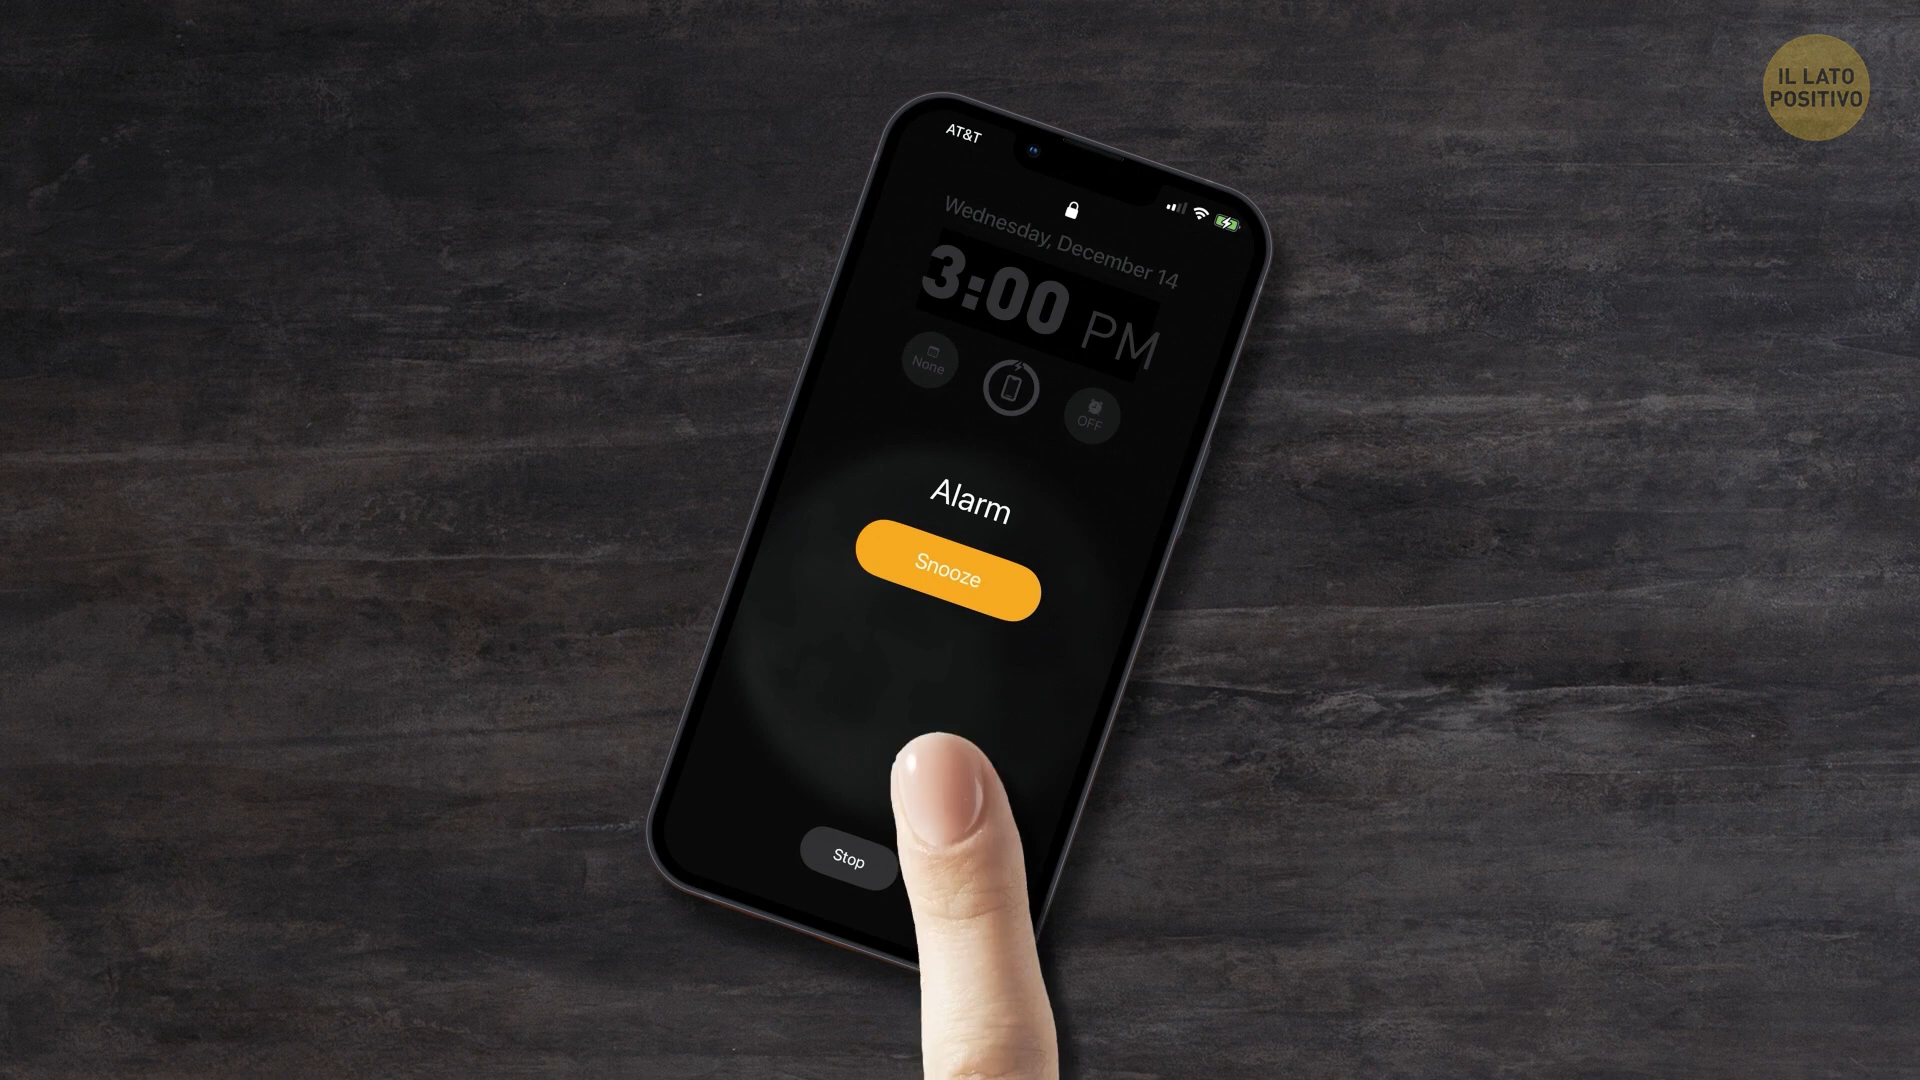 IL LATO
POSITIVO
AT&T
Wednesday, December 14
3:00 PM
None
OFF
Alarm
Snooze
Stop